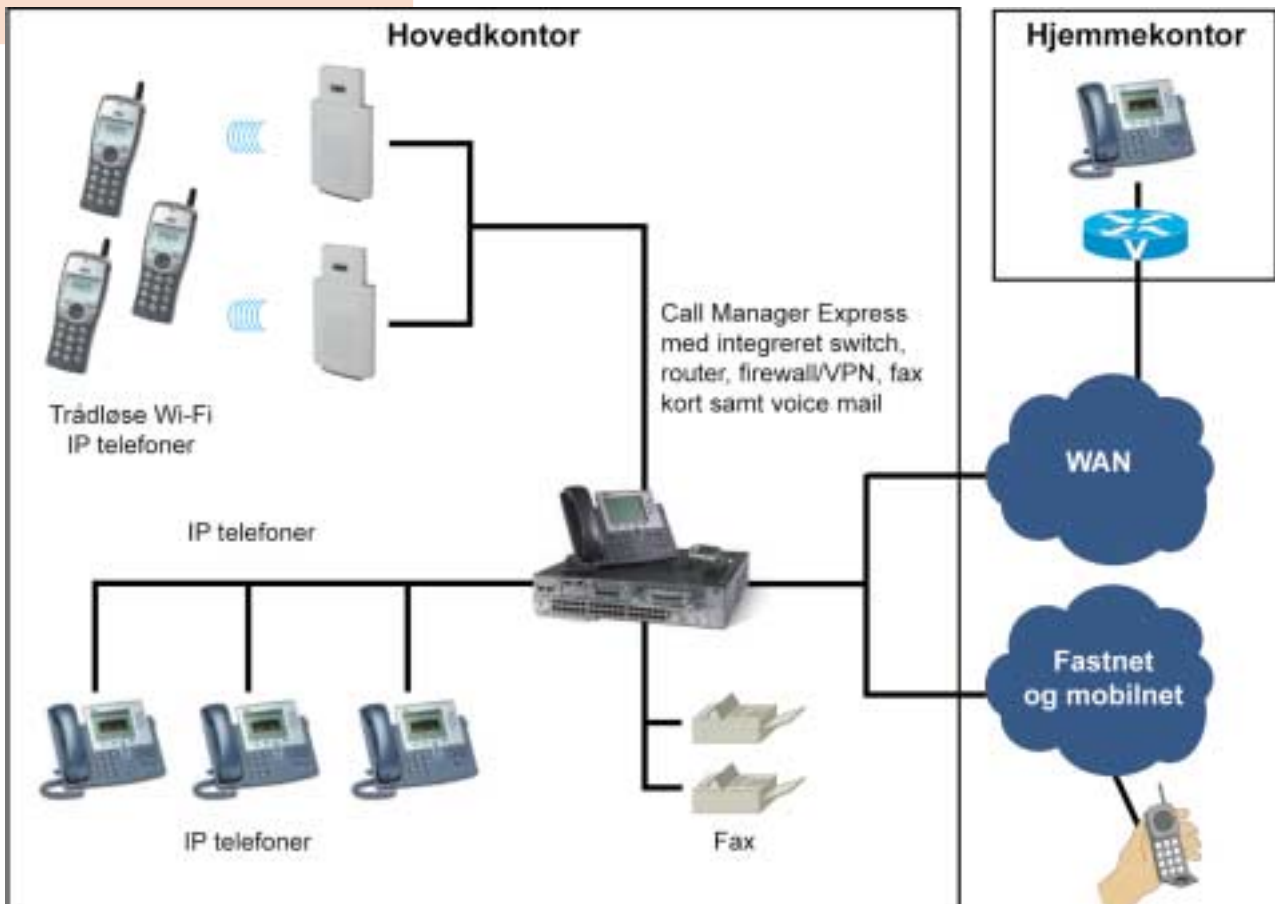 Hovedkontor
Hjemmekontor
V
Call Manager Express
med integreret switch,
router, firewall/VPN, fax
kort samt voice mail
Trådløse Wi-Fi
IP telefoner
WAN
IP telefoner
Fastnet
og mobilnet
IP telefoner
Fax